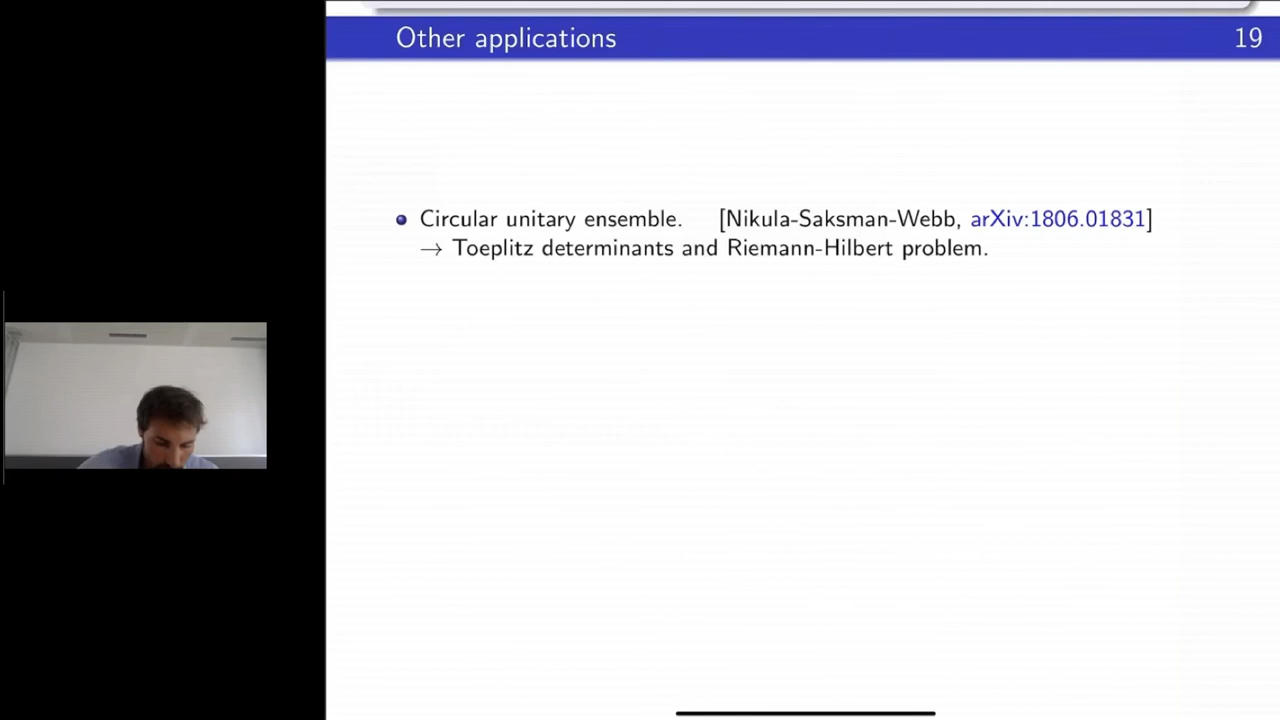 Other applications 19
Circular unitary ensemble. [Nikula-Saksman-Webb, arXiv:1806.01831]
→ Toeplitz determinants and Riemann-Hilbert problem.